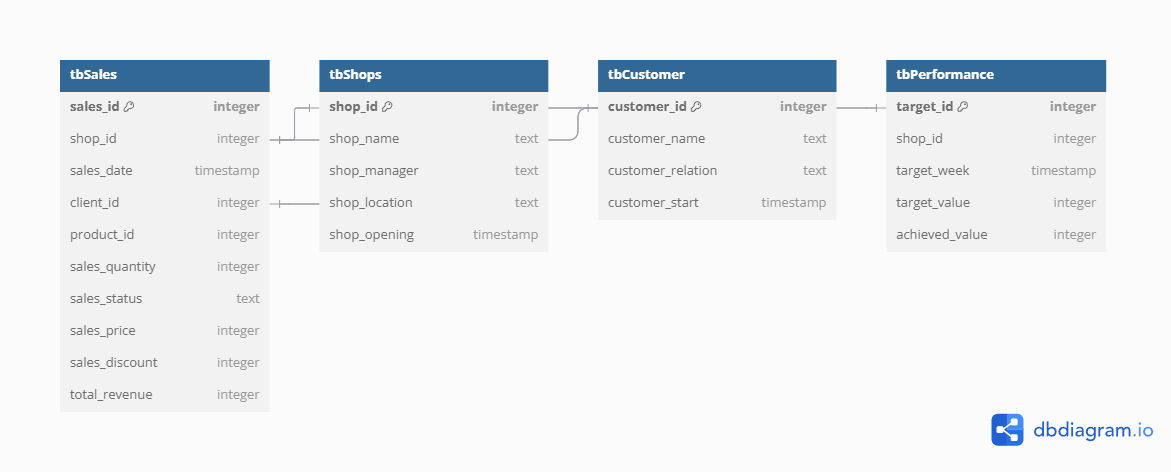 tbSales
sales_id integer
shop_id integer
sales_date timestamp
client_id integer
product_id integer
sales_quantity integer
sales_status text
sales_price integer
sales_discount integer
total_revenue integer
tbShops
shop_id integer
shop_name text
shop_manager text
shop_location text
shop_opening timestamp
tbCustomer
customer_id integer
customer_name text
customer_relation text
customer_start timestamp
tbPerformance
target_id integer
shop_id integer
target_week timestamp
target_value integer
achieved_value integer
dbdiagram.io